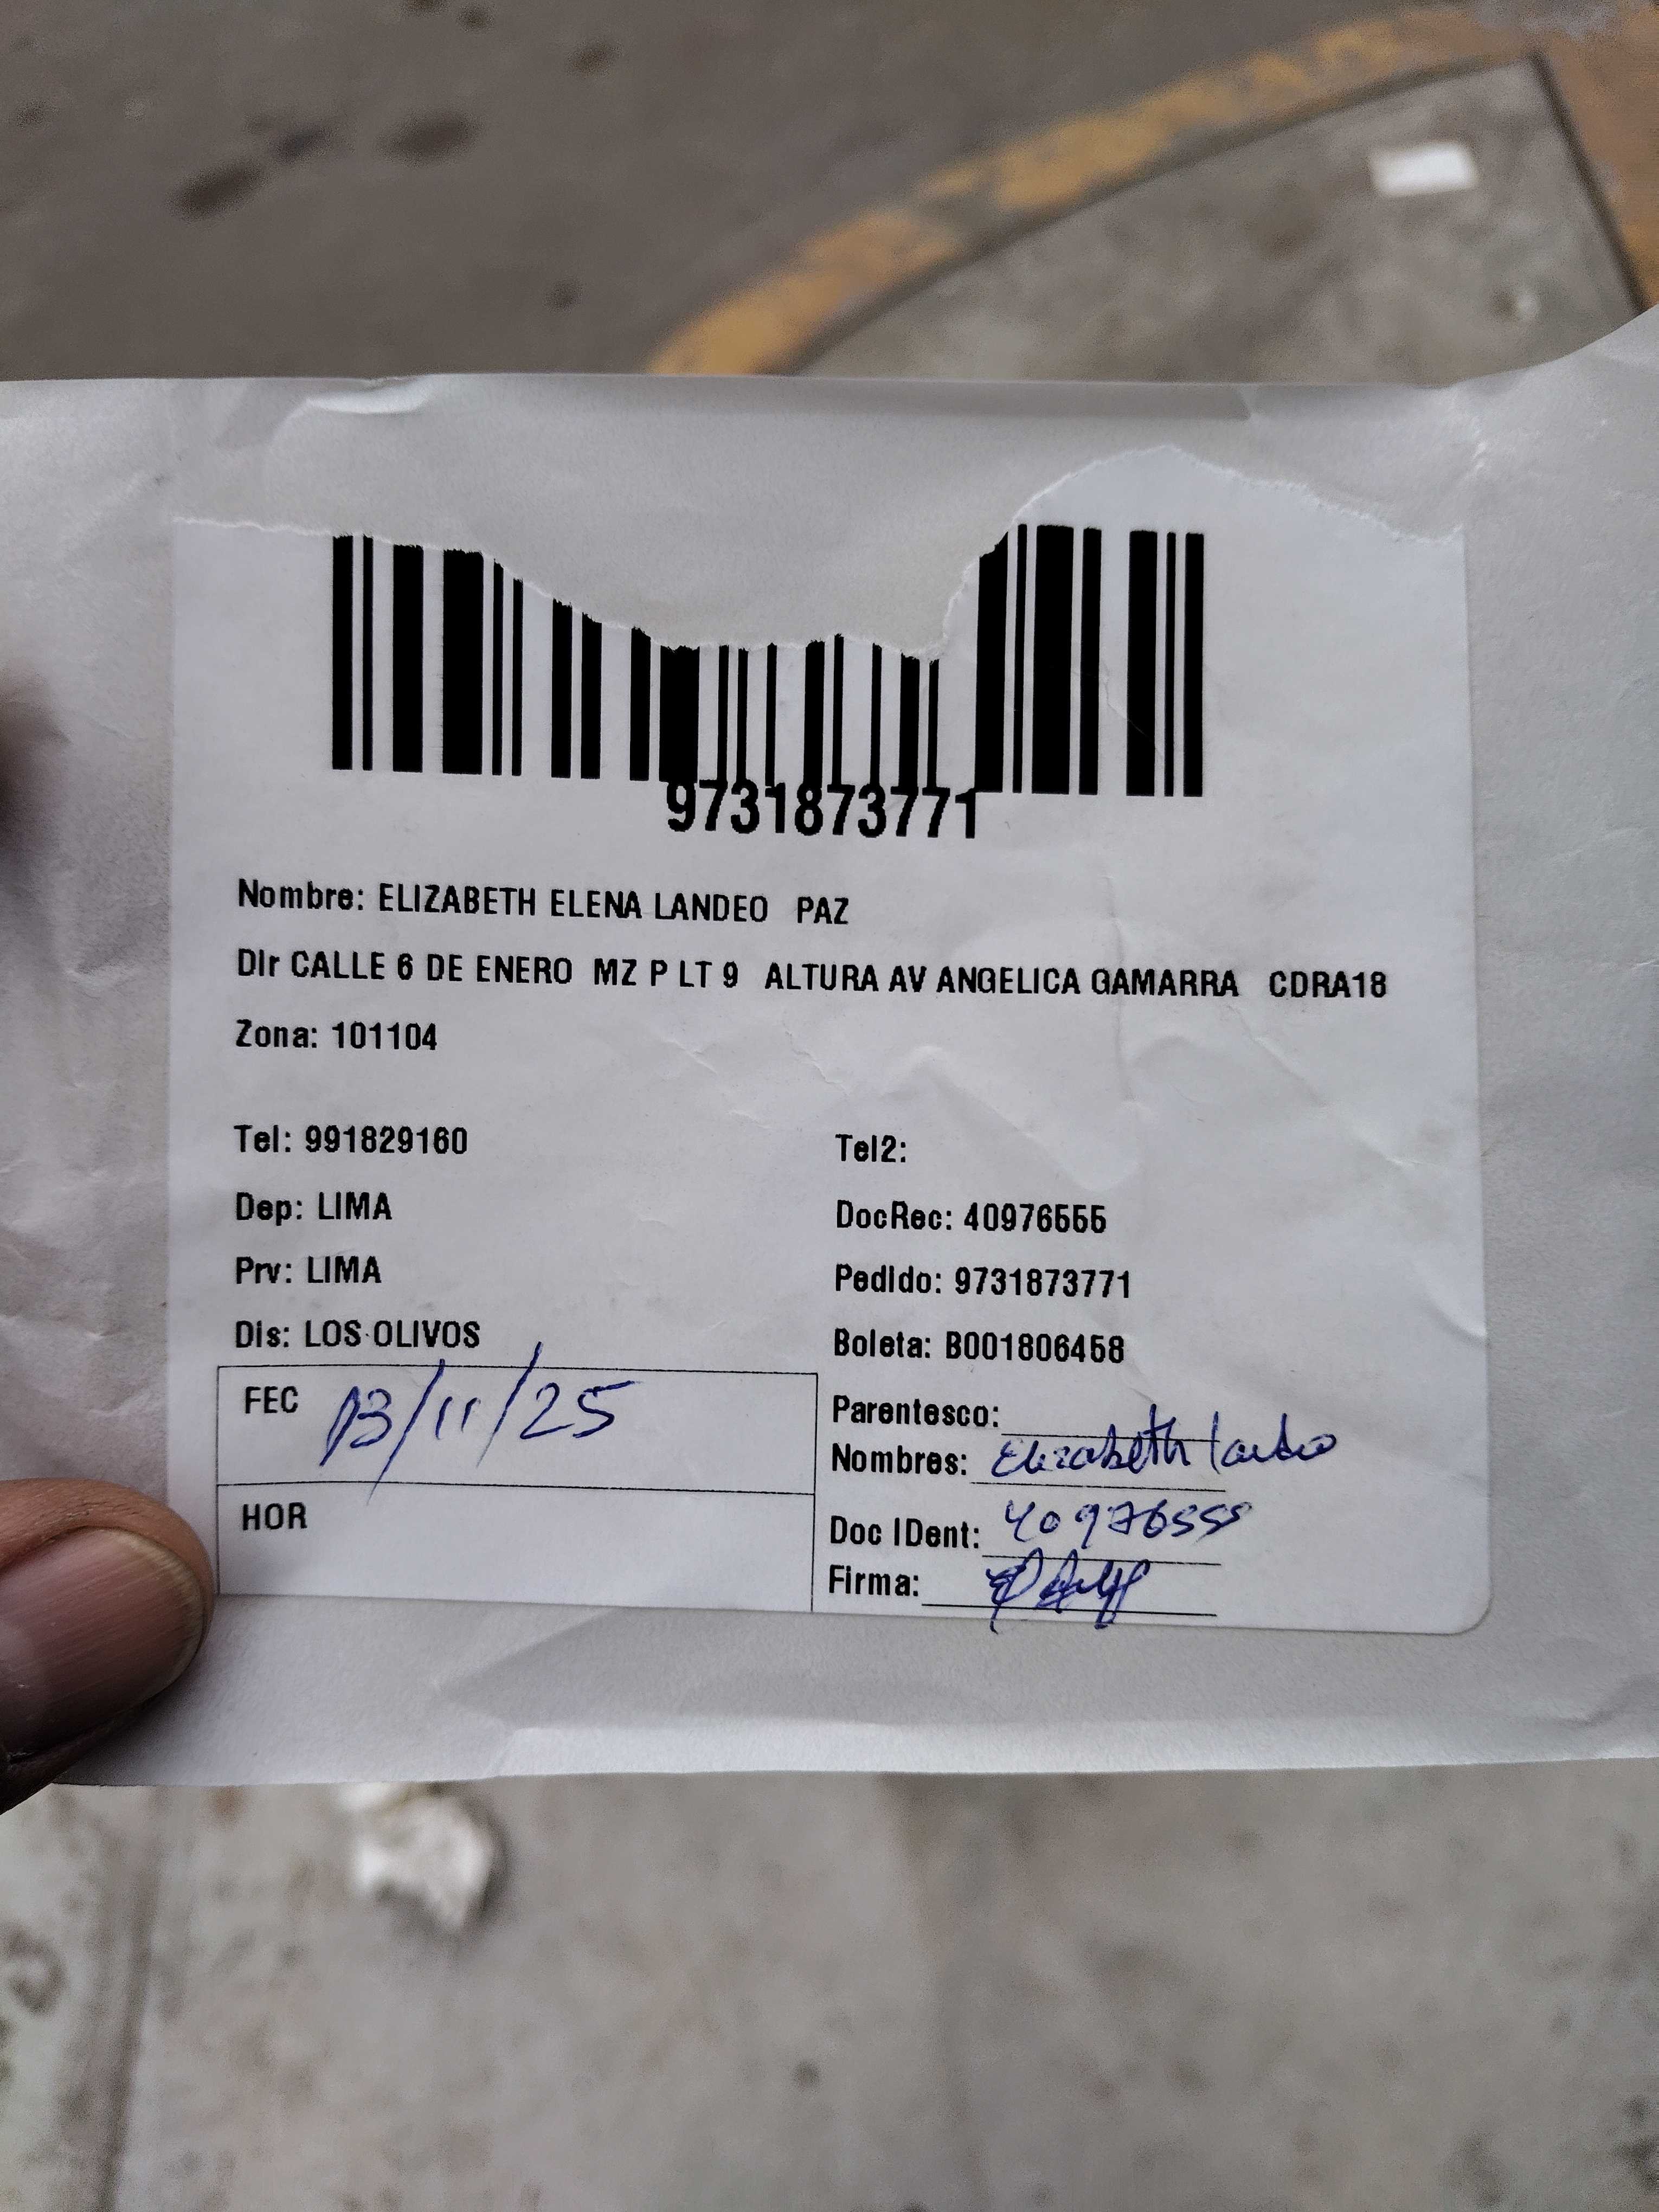 9731873771
Nombre: ELIZABETH ELENA LANDEO PAZ
Dir CALLE 6 DE ENERO MZ P LT 9 ALTURA AV ANGELICA GAMARRA CDRA18
Zona: 101104
Tel: 991829160 Tel2:
Dep: LIMA DocRec: 40976555
Prv: LIMA Pedido: 9731873771
Dis: LOS OLIVOS Boleta: B001806458
FEC 13/11/25 Parentesco:
Nombres: Elizabeth Landeo
HOR Doc IDent: 40976555
Firma: